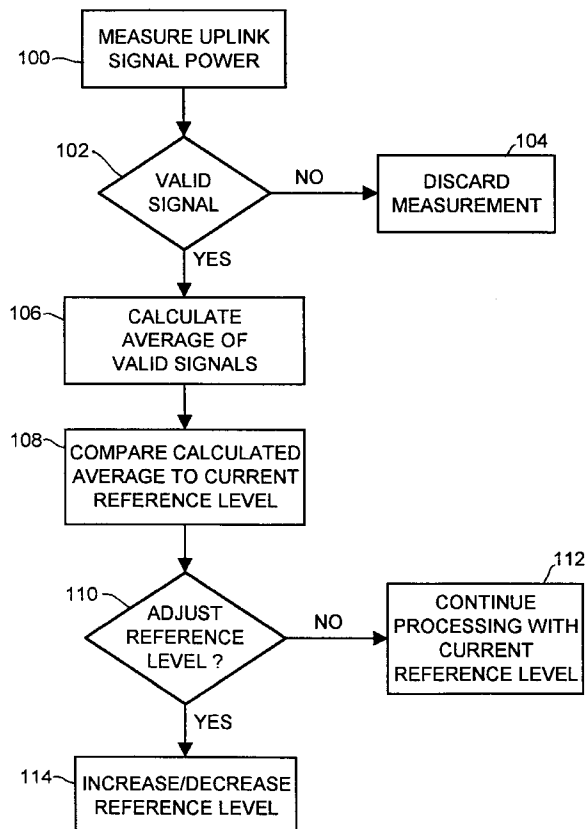 100
MEASURE UPLINK
SIGNAL POWER
102
VALID
SIGNAL
NO
104
DISCARD
MEASUREMENT
YES
106
CALCULATE
AVERAGE OF
VALID SIGNALS
108
COMPARE CALCULATED
AVERAGE TO CURRENT
REFERENCE LEVEL
110
ADJUST
REFERENCE
LEVEL ?
NO
112
CONTINUE
PROCESSING WITH
CURRENT
REFERENCE LEVEL
YES
114
INCREASE/DECREASE
REFERENCE LEVEL